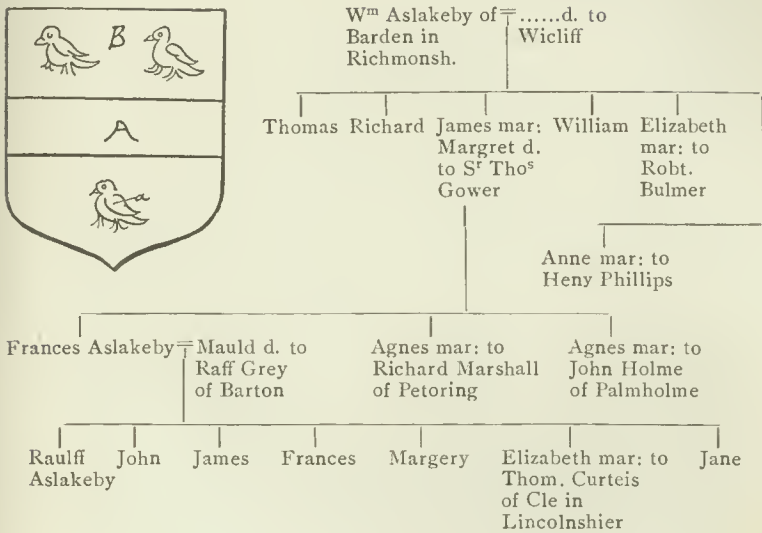 B
A
a
Wᵐ Aslakeby of
Barden in
Richmonsh.
......d. to
Wicliff
Thomas
Richard
James mar:
Margret d.
to Sʳ Thoˢ
Gower
William
Elizabeth
mar: to
Robt.
Bulmer
Anne mar: to
Heny Phillips
Frances Aslakeby
Mauld d. to
Raff Grey
of Barton
Agnes mar: to
Richard Marshall
of Petoring
Agnes mar: to
John Holme
of Palmholme
Raulff
Aslakeby
John
James
Frances
Margery
Elizabeth mar: to
Thom. Curteis
of Cle in
Lincolnshier
Jane